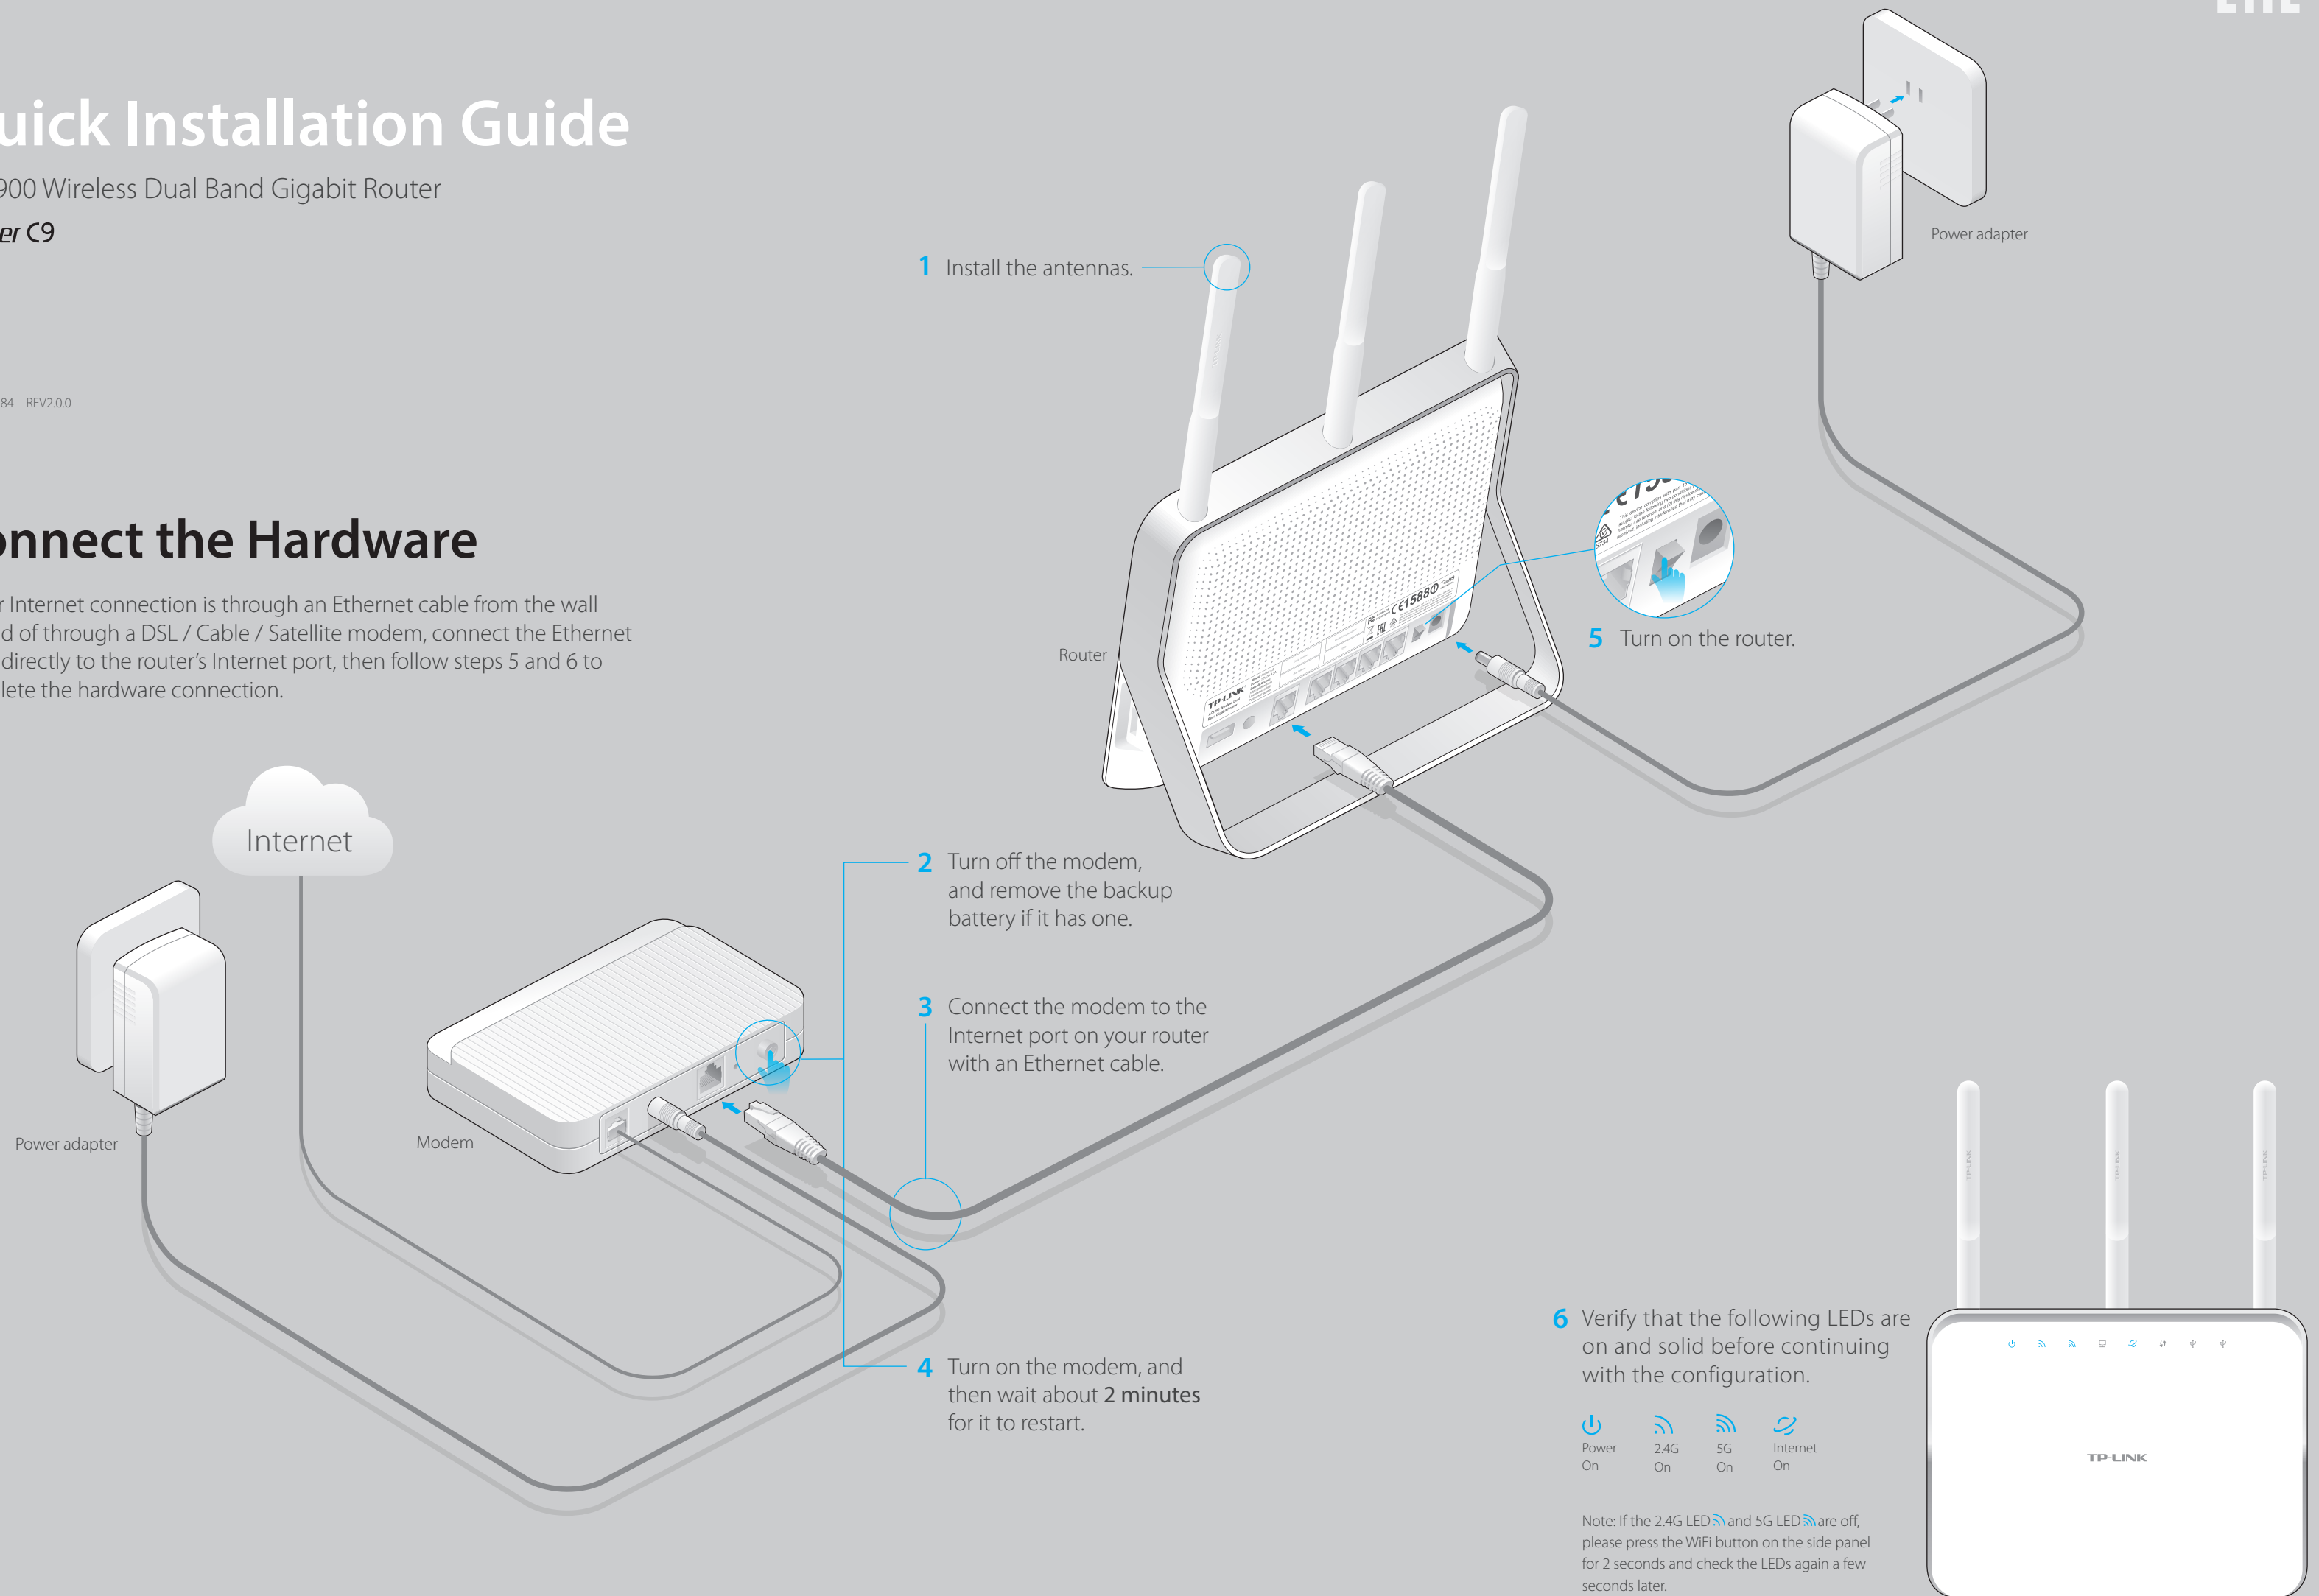 uick Installation Guide
900 Wireless Dual Band Gigabit Router
er C9
84 REV2.0.0
onnect the Hardware
r Internet connection is through an Ethernet cable from the wall
d of through a DSL / Cable / Satellite modem, connect the Ethernet
directly to the router's Internet port, then follow steps 5 and 6 to
lete the hardware connection.
1 Install the antennas.
Power adapter
Router
TP-LINK
CE1588
5 Turn on the router.
Internet
2 Turn off the modem,
and remove the backup
battery if it has one.
3 Connect the modem to the
Internet port on your router
with an Ethernet cable.
Power adapter
Modem
4 Turn on the modem, and
then wait about 2 minutes
for it to restart.
6 Verify that the following LEDs are
on and solid before continuing
with the configuration.
Power
On
2.4G
On
5G
On
Internet
On
Note: If the 2.4G LED and 5G LED are off,
please press the WiFi button on the side panel
for 2 seconds and check the LEDs again a few
seconds later.
TP-LINK
TP-LINK
TP-LINK
TP-LINK